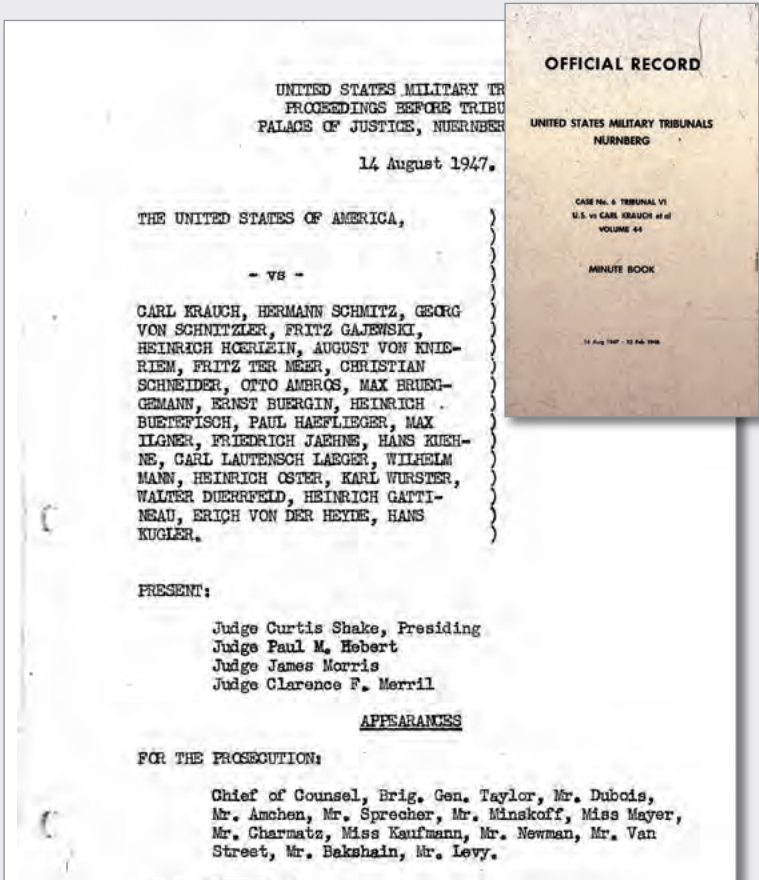 UNITED STATES MILITARY TR
PROCEEDINGS BEFORE TRIBU
PALACE OF JUSTICE, NUERNBER
14 August 1947.
THE UNITED STATES OF AMERICA,
- vs -
CARL KRAUCH, HERMANN SCHMITZ, GEORG
VON SCHNITZLER, FRITZ GAJEWSKI,
HEINRICH HOERLEIN, AUGUST VON KNIE-
RIEM, FRITZ TER MEER, CHRISTIAN
SCHNEIDER, OTTO AMBROS, MAX BRUEG-
GEMANN, ERNST BUERGIN, HEINRICH
BUETEFISCH, PAUL HAEFLIEGER, MAX
ILGNER, FRIEDRICH JAEHNE, HANS KUEH-
NE, CARL LAUTENSCH LAEGER, WILHELM
MANN, HEINRICH OSTER, KARL WURSTER,
WALTER DUERRFELD, HEINRICH GATTI-
NEAU, ERICH VON DER HEYDE, HANS
KUGLER.
PRESENT:
Judge Curtis Shake, Presiding
Judge Paul M. Hebert
Judge James Morris
Judge Clarence F. Merril
APPEARANCES
FOR THE PROSECUTION:
Chief of Counsel, Brig. Gen. Taylor, Mr. Dubois,
Mr. Amchen, Mr. Sprecher, Mr. Minskoff, Miss Mayer,
Mr. Charmatz, Miss Kaufmann, Mr. Newman, Mr. Van
Street, Mr. Bakshain, Mr. Levy.
OFFICIAL RECORD
UNITED STATES MILITARY TRIBUNALS
NÜRNBERG
CASE No. 6 TRIBUNAL VI
U.S. vs CARL KRAUCH et al
VOLUME 44
MINUTE BOOK
14 Aug 1947 -